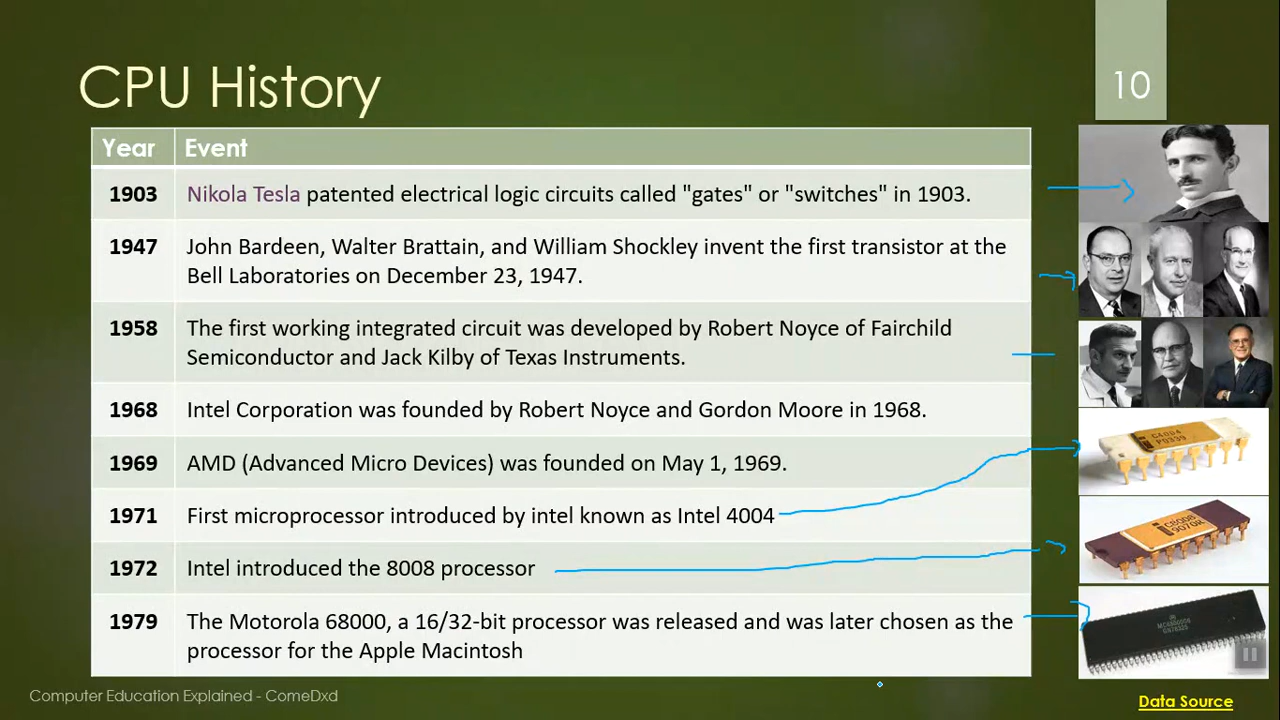 CPU History
10
Year Event
1903 Nikola Tesla patented electrical logic circuits called "gates" or "switches" in 1903.
1947 John Bardeen, Walter Brattain, and William Shockley invent the first transistor at the
Bell Laboratories on December 23, 1947.
1958 The first working integrated circuit was developed by Robert Noyce of Fairchild
Semiconductor and Jack Kilby of Texas Instruments.
1968 Intel Corporation was founded by Robert Noyce and Gordon Moore in 1968.
1969 AMD (Advanced Micro Devices) was founded on May 1, 1969.
1971 First microprocessor introduced by intel known as Intel 4004
1972 Intel introduced the 8008 processor
1979 The Motorola 68000, a 16/32-bit processor was released and was later chosen as the
processor for the Apple Macintosh
C4004
P0339
C8008
Computer Education Explained - ComeDxd
Data Source